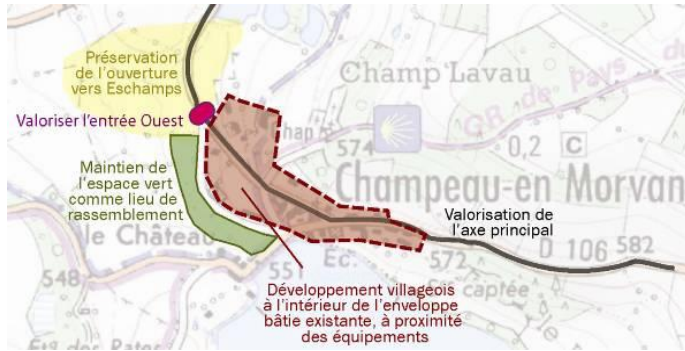 Préservation
de l'ouverture
vers Eschamps
Champ Lavau
GR de Pays du
Valoriser l'entrée Ouest
574
0,2 C
Maintien de
l'espace vert
comme lieu de
rassemblement
Champeau-en Morvan
Valorisation de
l'axe principal
le Château
D 106 582
548
551
Éc.
572
captée
Développement villageois
à l'intérieur de l'enveloppe
bâtie existante, à proximité
des équipements